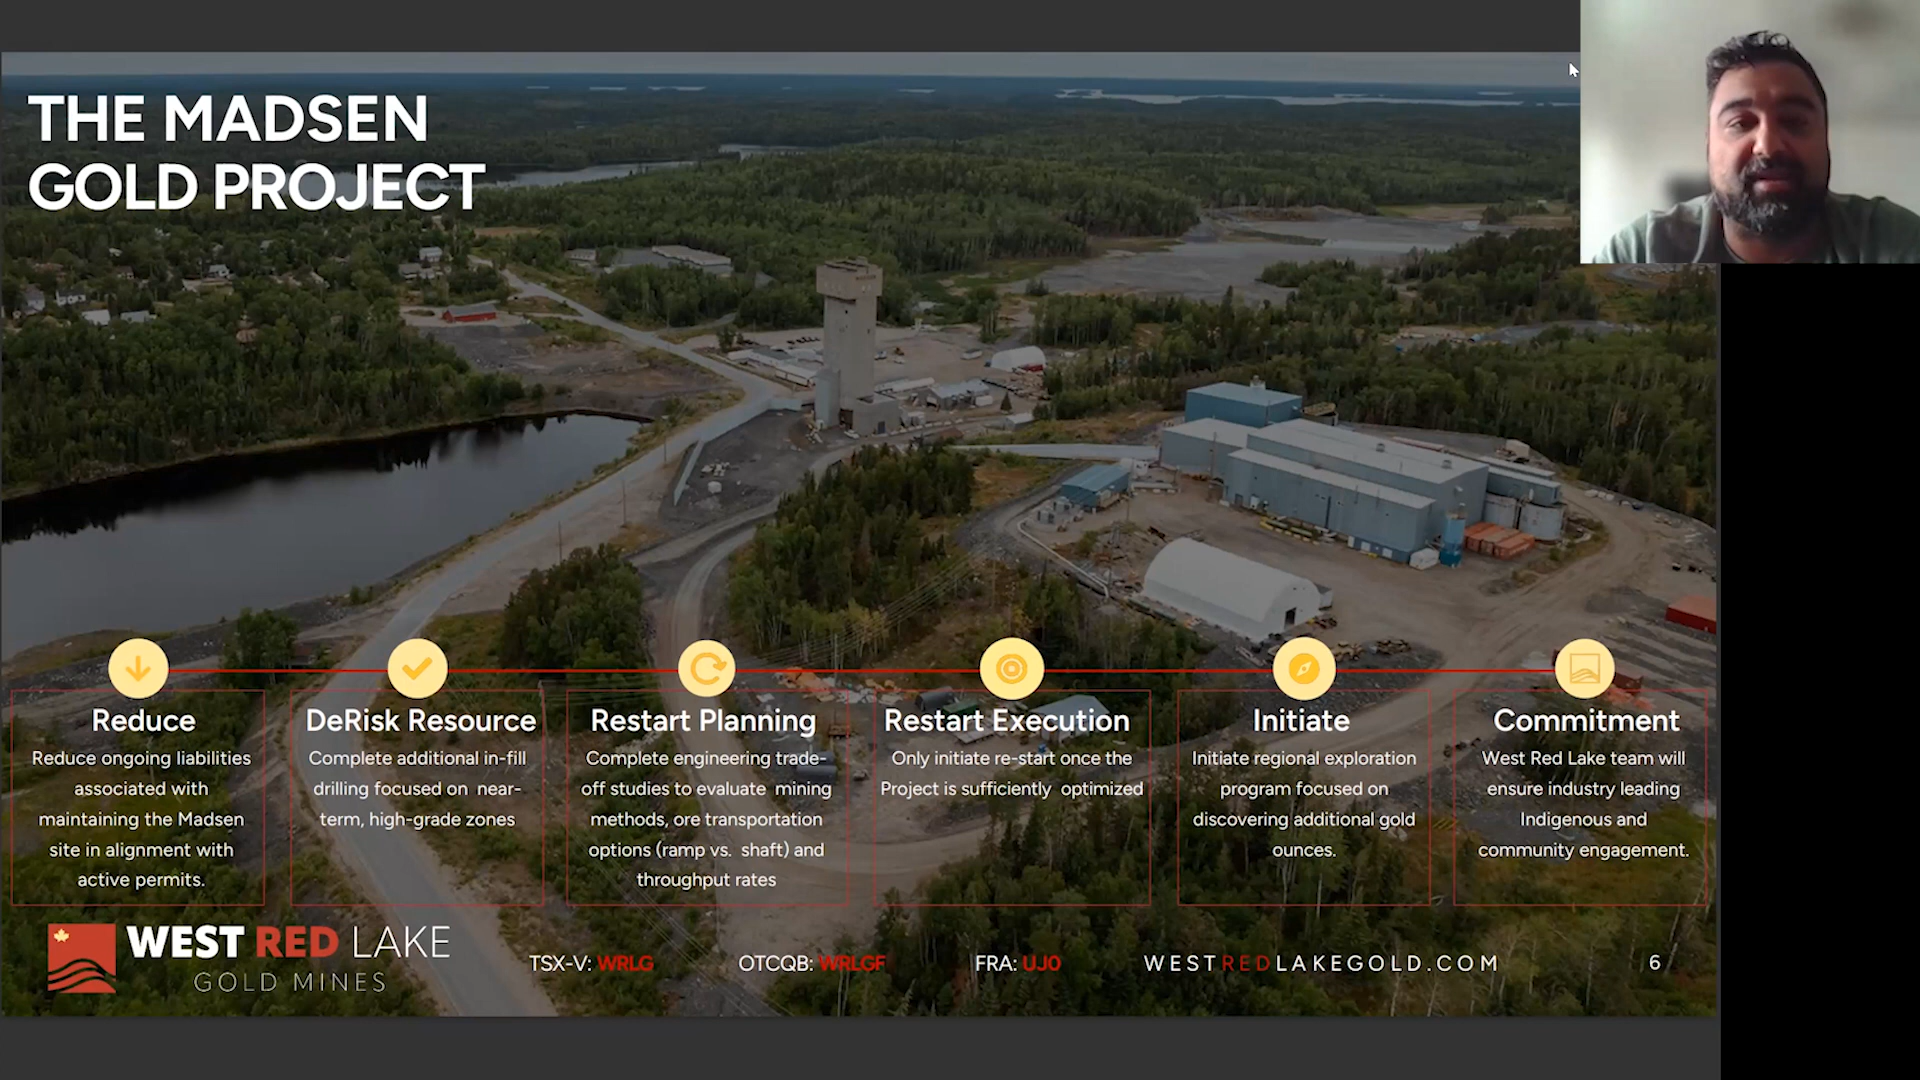 THE MADSEN
GOLD PROJECT
Reduce
Reduce ongoing liabilities
associated with
maintaining the Madsen
site in alignment with
active permits.
DeRisk Resource
Complete additional in-fill
drilling focused on near-
term, high-grade zones
Restart Planning
Complete engineering trade-
off studies to evaluate mining
methods, ore transportation
options (ramp vs. shaft) and
throughput rates
Restart Execution
Only initiate re-start once the
Project is sufficiently optimized
Initiate
Initiate regional exploration
program focused on
discovering additional gold
ounces.
Commitment
West Red Lake team will
ensure industry leading
Indigenous and
community engagement.
WEST RED LAKE
GOLD MINES
TSX-V: WRLG
OTCQB: WRLGF
FRA: UJ0
WESTREDLAKEGOLD.COM
6